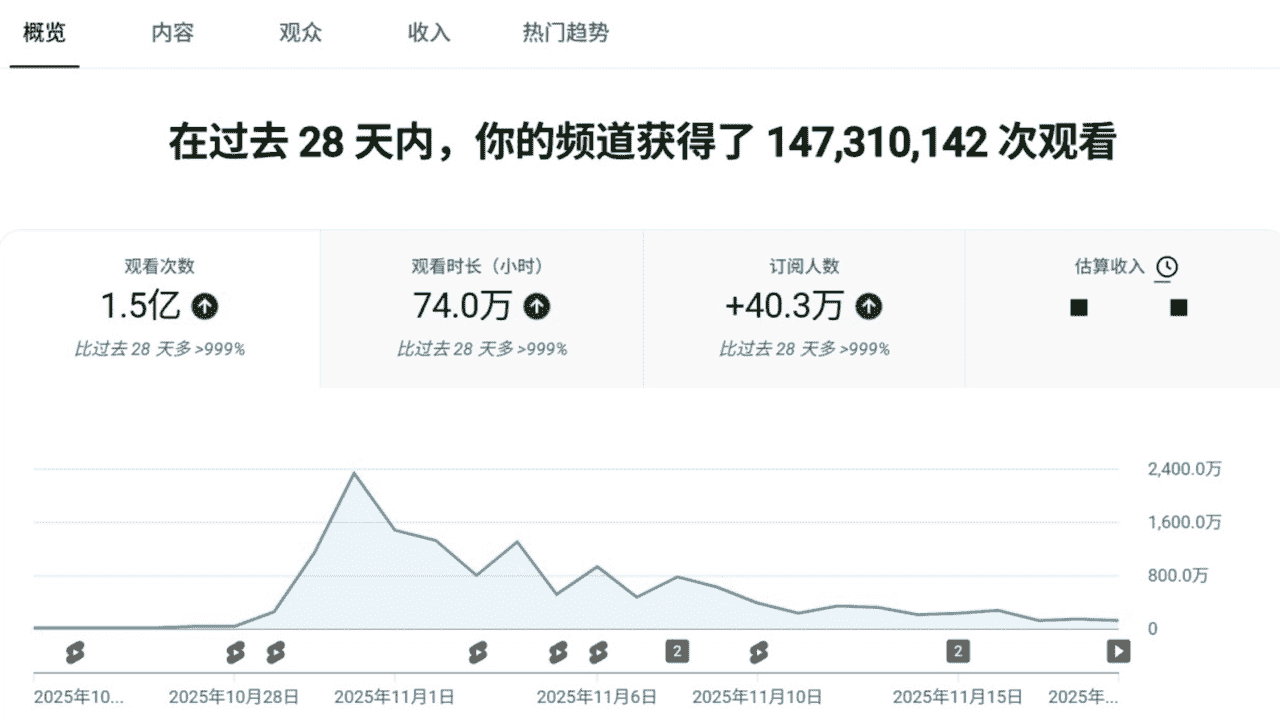 概览 内容 观众 收入 热门趋势
在过去 28 天内，你的频道获得了 147,310,142 次观看
观看次数 观看时长（小时） 订阅人数 估算收入
1.5亿 74.0万 +40.3万
比过去 28 天多 >999% 比过去 28 天多 >999% 比过去 28 天多 >999%
2,400.0万
1,600.0万
800.0万
0
2 2
2025年10... 2025年10月28日 2025年11月1日 2025年11月6日 2025年11月10日 2025年11月15日 2025年...